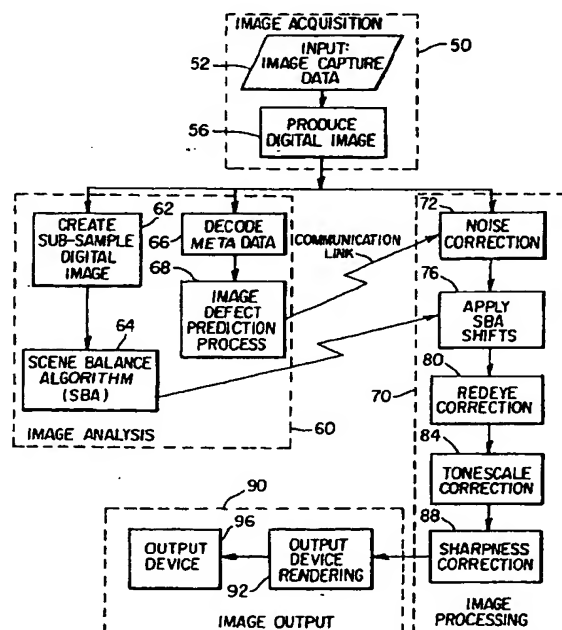 IMAGE ACQUISITION
50
52
INPUT:
IMAGE CAPTURE
DATA
56
PRODUCE
DIGITAL IMAGE
62
CREATE
SUB-SAMPLE
DIGITAL
IMAGE
66
DECODE
META DATA
68
IMAGE
DEFECT
PREDICTION
PROCESS
COMMUNICATION
LINK
72
NOISE
CORRECTION
76
APPLY
SBA
SHIFTS
64
SCENE BALANCE
ALGORITHM
(SBA)
IMAGE ANALYSIS
60
70
80
REDEYE
CORRECTION
84
TONESCALE
CORRECTION
88
SHARPNESS
CORRECTION
IMAGE
PROCESSING
90
96
OUTPUT
DEVICE
OUTPUT
DEVICE
RENDERING
92
IMAGE OUTPUT